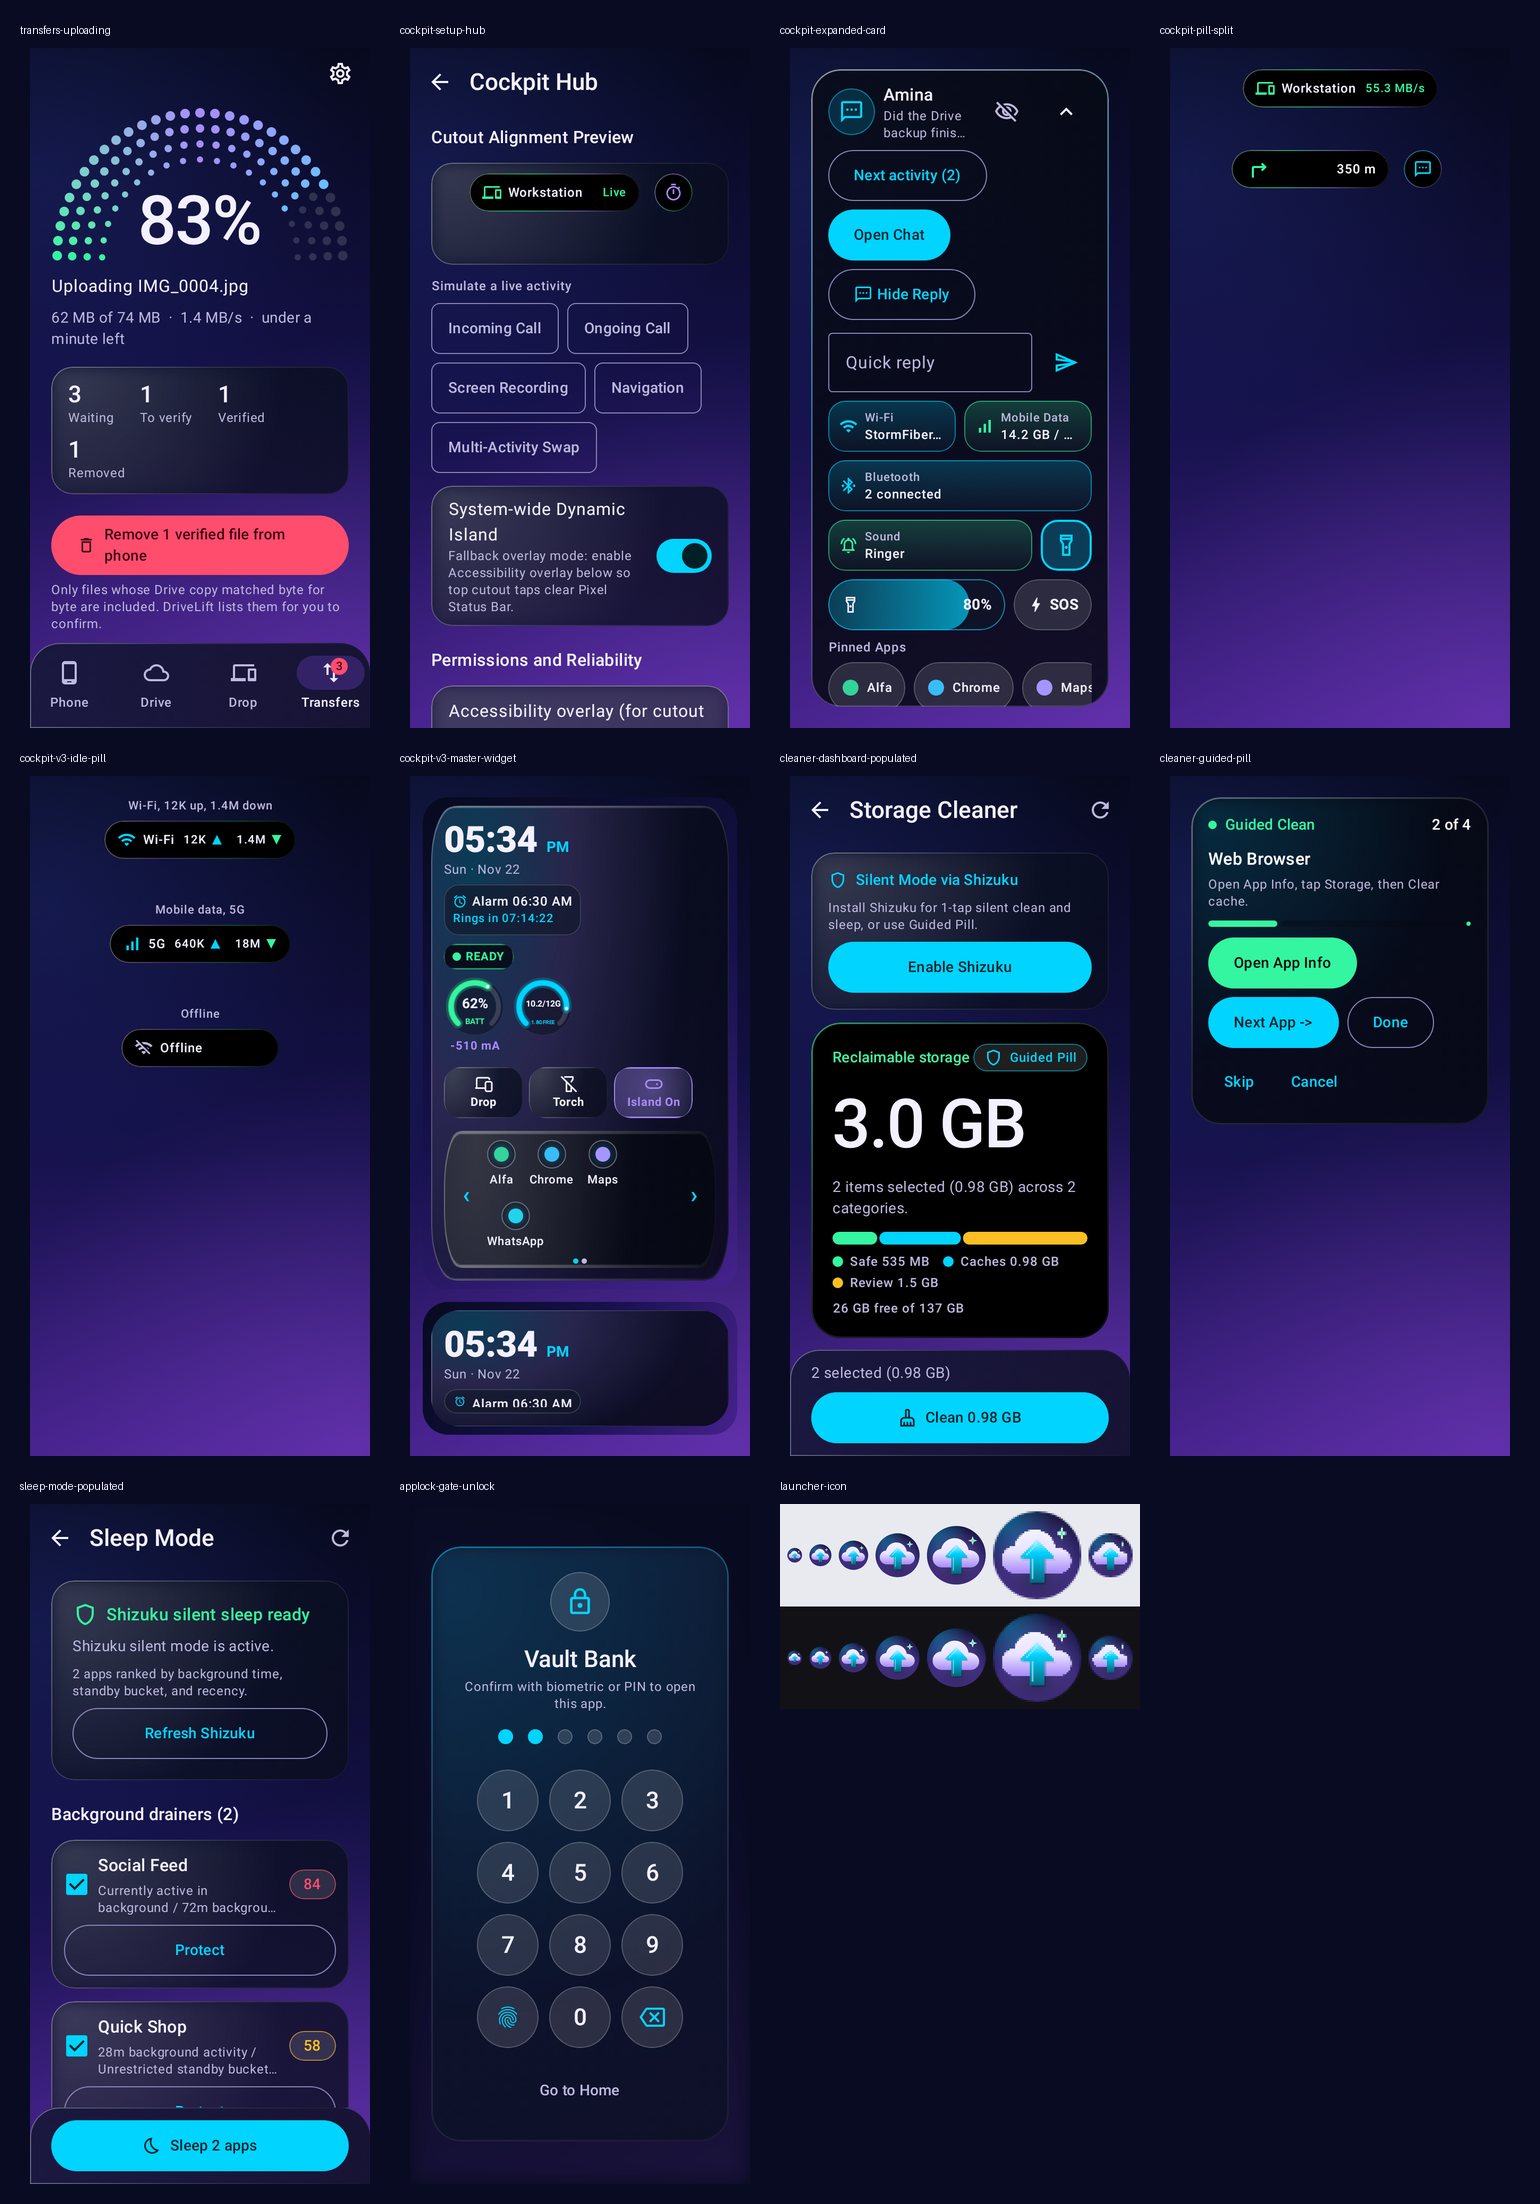 transfers-uploading
83%
Uploading IMG_0004.jpg
62 MB of 74 MB · 1.4 MB/s · under a
minute left
3
Waiting
1
To verify
1
Verified
1
Removed
Remove 1 verified file from
phone
Only files whose Drive copy matched byte for
byte are included. DriveLift lists them for you to
confirm.
Phone
Drive
Drop
3
Transfers
cockpit-setup-hub
Cockpit Hub
Cutout Alignment Preview
Workstation Live
Simulate a live activity
Incoming Call
Ongoing Call
Screen Recording
Navigation
Multi-Activity Swap
System-wide Dynamic
Island
Fallback overlay mode: enable
Accessibility overlay below so
top cutout taps clear Pixel
Status Bar.
Permissions and Reliability
Accessibility overlay (for cutout
cockpit-expanded-card
Amina
Did the Drive
backup finis...
Next activity (2)
Open Chat
Hide Reply
Quick reply
Wi-Fi
StormFiber...
Mobile Data
14.2 GB / ...
Bluetooth
2 connected
Sound
Ringer
80%
SOS
Pinned Apps
Alfa
Chrome
Maps
cockpit-pill-split
Workstation 55.3 MB/s
350 m
cockpit-v3-idle-pill
Wi-Fi, 12K up, 1.4M down
Wi-Fi 12K ▲ 1.4M ▼
Mobile data, 5G
5G 640K ▲ 18M ▼
Offline
Offline
cockpit-v3-master-widget
05:34 PM
Sun · Nov 22
Alarm 06:30 AM
Rings in 07:14:22
READY
62%
BATT
10.2/12G
1.8G FREE
-510 mA
Drop
Torch
Island On
Alfa
Chrome
Maps
‹
›
WhatsApp
05:34 PM
Sun · Nov 22
Alarm 06:30 AM
cleaner-dashboard-populated
Storage Cleaner
Silent Mode via Shizuku
Install Shizuku for 1-tap silent clean and
sleep, or use Guided Pill.
Enable Shizuku
Reclaimable storage
Guided Pill
3.0 GB
2 items selected (0.98 GB) across 2
categories.
Safe 535 MB
Caches 0.98 GB
Review 1.5 GB
26 GB free of 137 GB
2 selected (0.98 GB)
Clean 0.98 GB
cleaner-guided-pill
Guided Clean
2 of 4
Web Browser
Open App Info, tap Storage, then Clear
cache.
Open App Info
Next App ->
Done
Skip
Cancel
sleep-mode-populated
Sleep Mode
Shizuku silent sleep ready
Shizuku silent mode is active.
2 apps ranked by background time,
standby bucket, and recency.
Refresh Shizuku
Background drainers (2)
Social Feed
Currently active in
background / 72m backgrou...
84
Protect
Quick Shop
28m background activity /
Unrestricted standby bucket...
58
Sleep 2 apps
applock-gate-unlock
Vault Bank
Confirm with biometric or PIN to open
this app.
1 2 3
4 5 6
7 8 9
0
Go to Home
launcher-icon